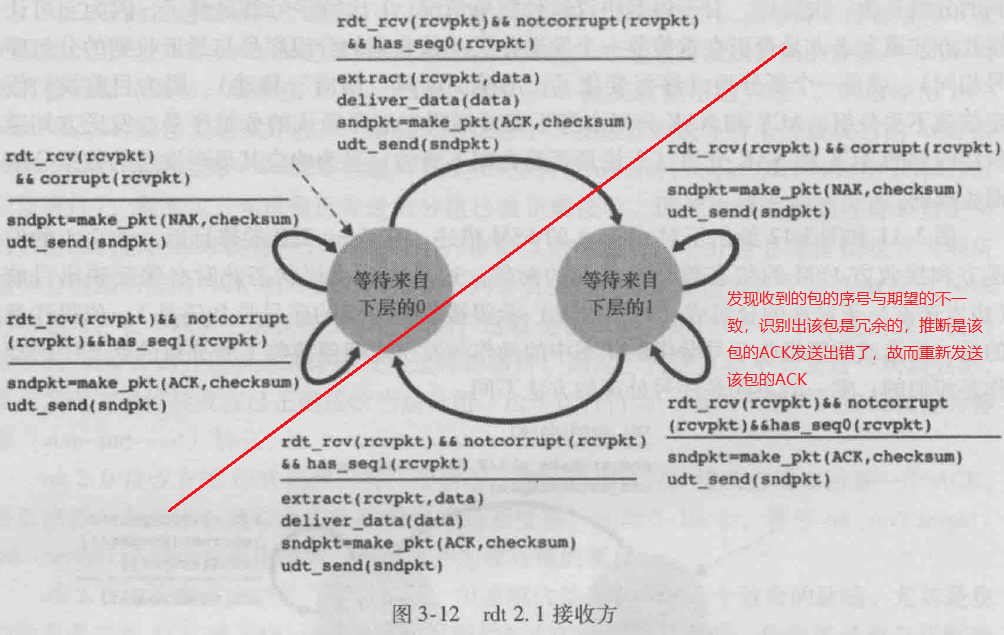 rdt_rcv(rcvpkt)&& notcorrupt(rcvpkt)
&& has_seq0(rcvpkt)
extract(rcvpkt,data)
deliver_data(data)
sndpkt=make_pkt(ACK,checksum)
udt_send(sndpkt)
rdt_rcv(rcvpkt)
&& corrupt(rcvpkt)
sndpkt=make_pkt(NAK,checksum)
udt_send(sndpkt)
rdt_rcv(rcvpkt) && corrupt(rcvpkt)
sndpkt=make_pkt(NAK,checksum)
udt_send(sndpkt)
等待来自
下层的0
等待来自
下层的1
发现收到的包的序号与期望的不一
致，识别出该包是冗余的，推断是该
包的ACK发送出错了，故而重新发送
该包的ACK
rdt_rcv(rcvpkt)&& notcorrupt
(rcvpkt)&&has_seq1(rcvpkt)
sndpkt=make_pkt(ACK,checksum)
udt_send(sndpkt)
rdt_rcv(rcvpkt)&& notcorrupt
(rcvpkt)&&has_seq0(rcvpkt)
sndpkt=make_pkt(ACK,checksum)
udt_send(sndpkt)
rdt_rcv(rcvpkt)&& notcorrupt(rcvpkt)
&& has_seq1(rcvpkt)
extract(rcvpkt,data)
deliver_data(data)
sndpkt=make_pkt(ACK,checksum)
udt_send(sndpkt)
图 3-12 rdt 2.1 接收方